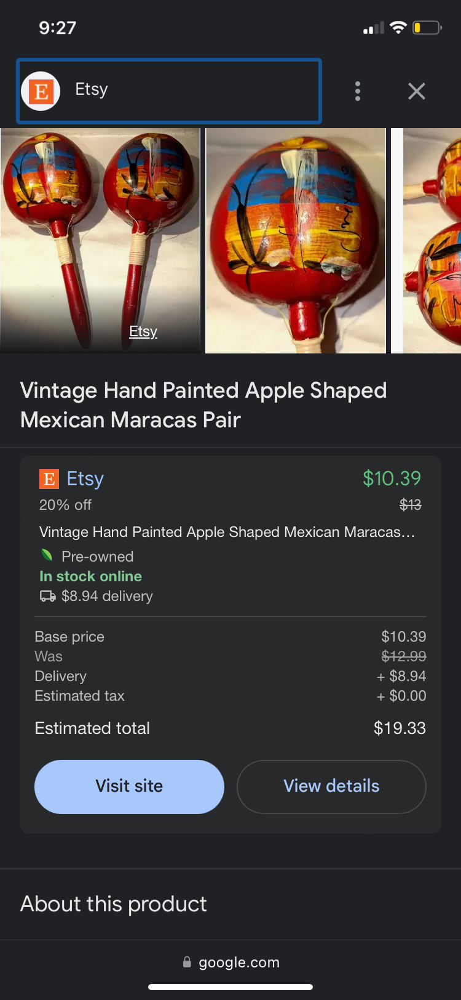 9:27
E
Etsy
Etsy
Vintage Hand Painted Apple Shaped
Mexican Maracas Pair
E Etsy
$10.39
20% off
$13
Vintage Hand Painted Apple Shaped Mexican Maracas...
Pre-owned
In stock online
$8.94 delivery
Base price $10.39
Was $12.99
Delivery + $8.94
Estimated tax + $0.00
Estimated total $19.33
Visit site
View details
About this product
google.com